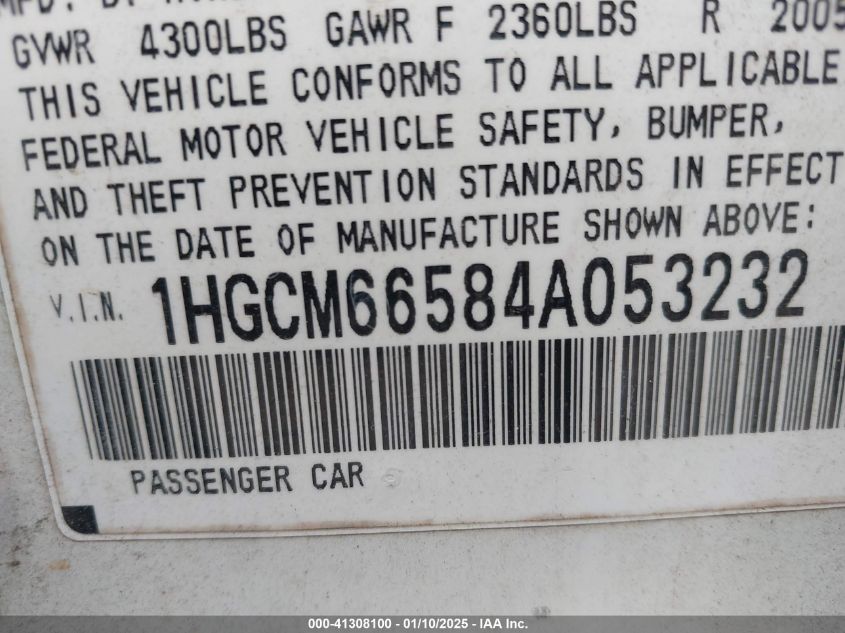 GVWR 4300LBS GAWR F 2360LBS R 2005
THIS VEHICLE CONFORMS TO ALL APPLICABLE
FEDERAL MOTOR VEHICLE SAFETY, BUMPER,
AND THEFT PREVENTION STANDARDS IN EFFECT
ON THE DATE OF MANUFACTURE SHOWN ABOVE:
V.I.N. 1HGCM66584A053232
PASSENGER CAR
000-41308100 - 01/10/2025 - IAA Inc.